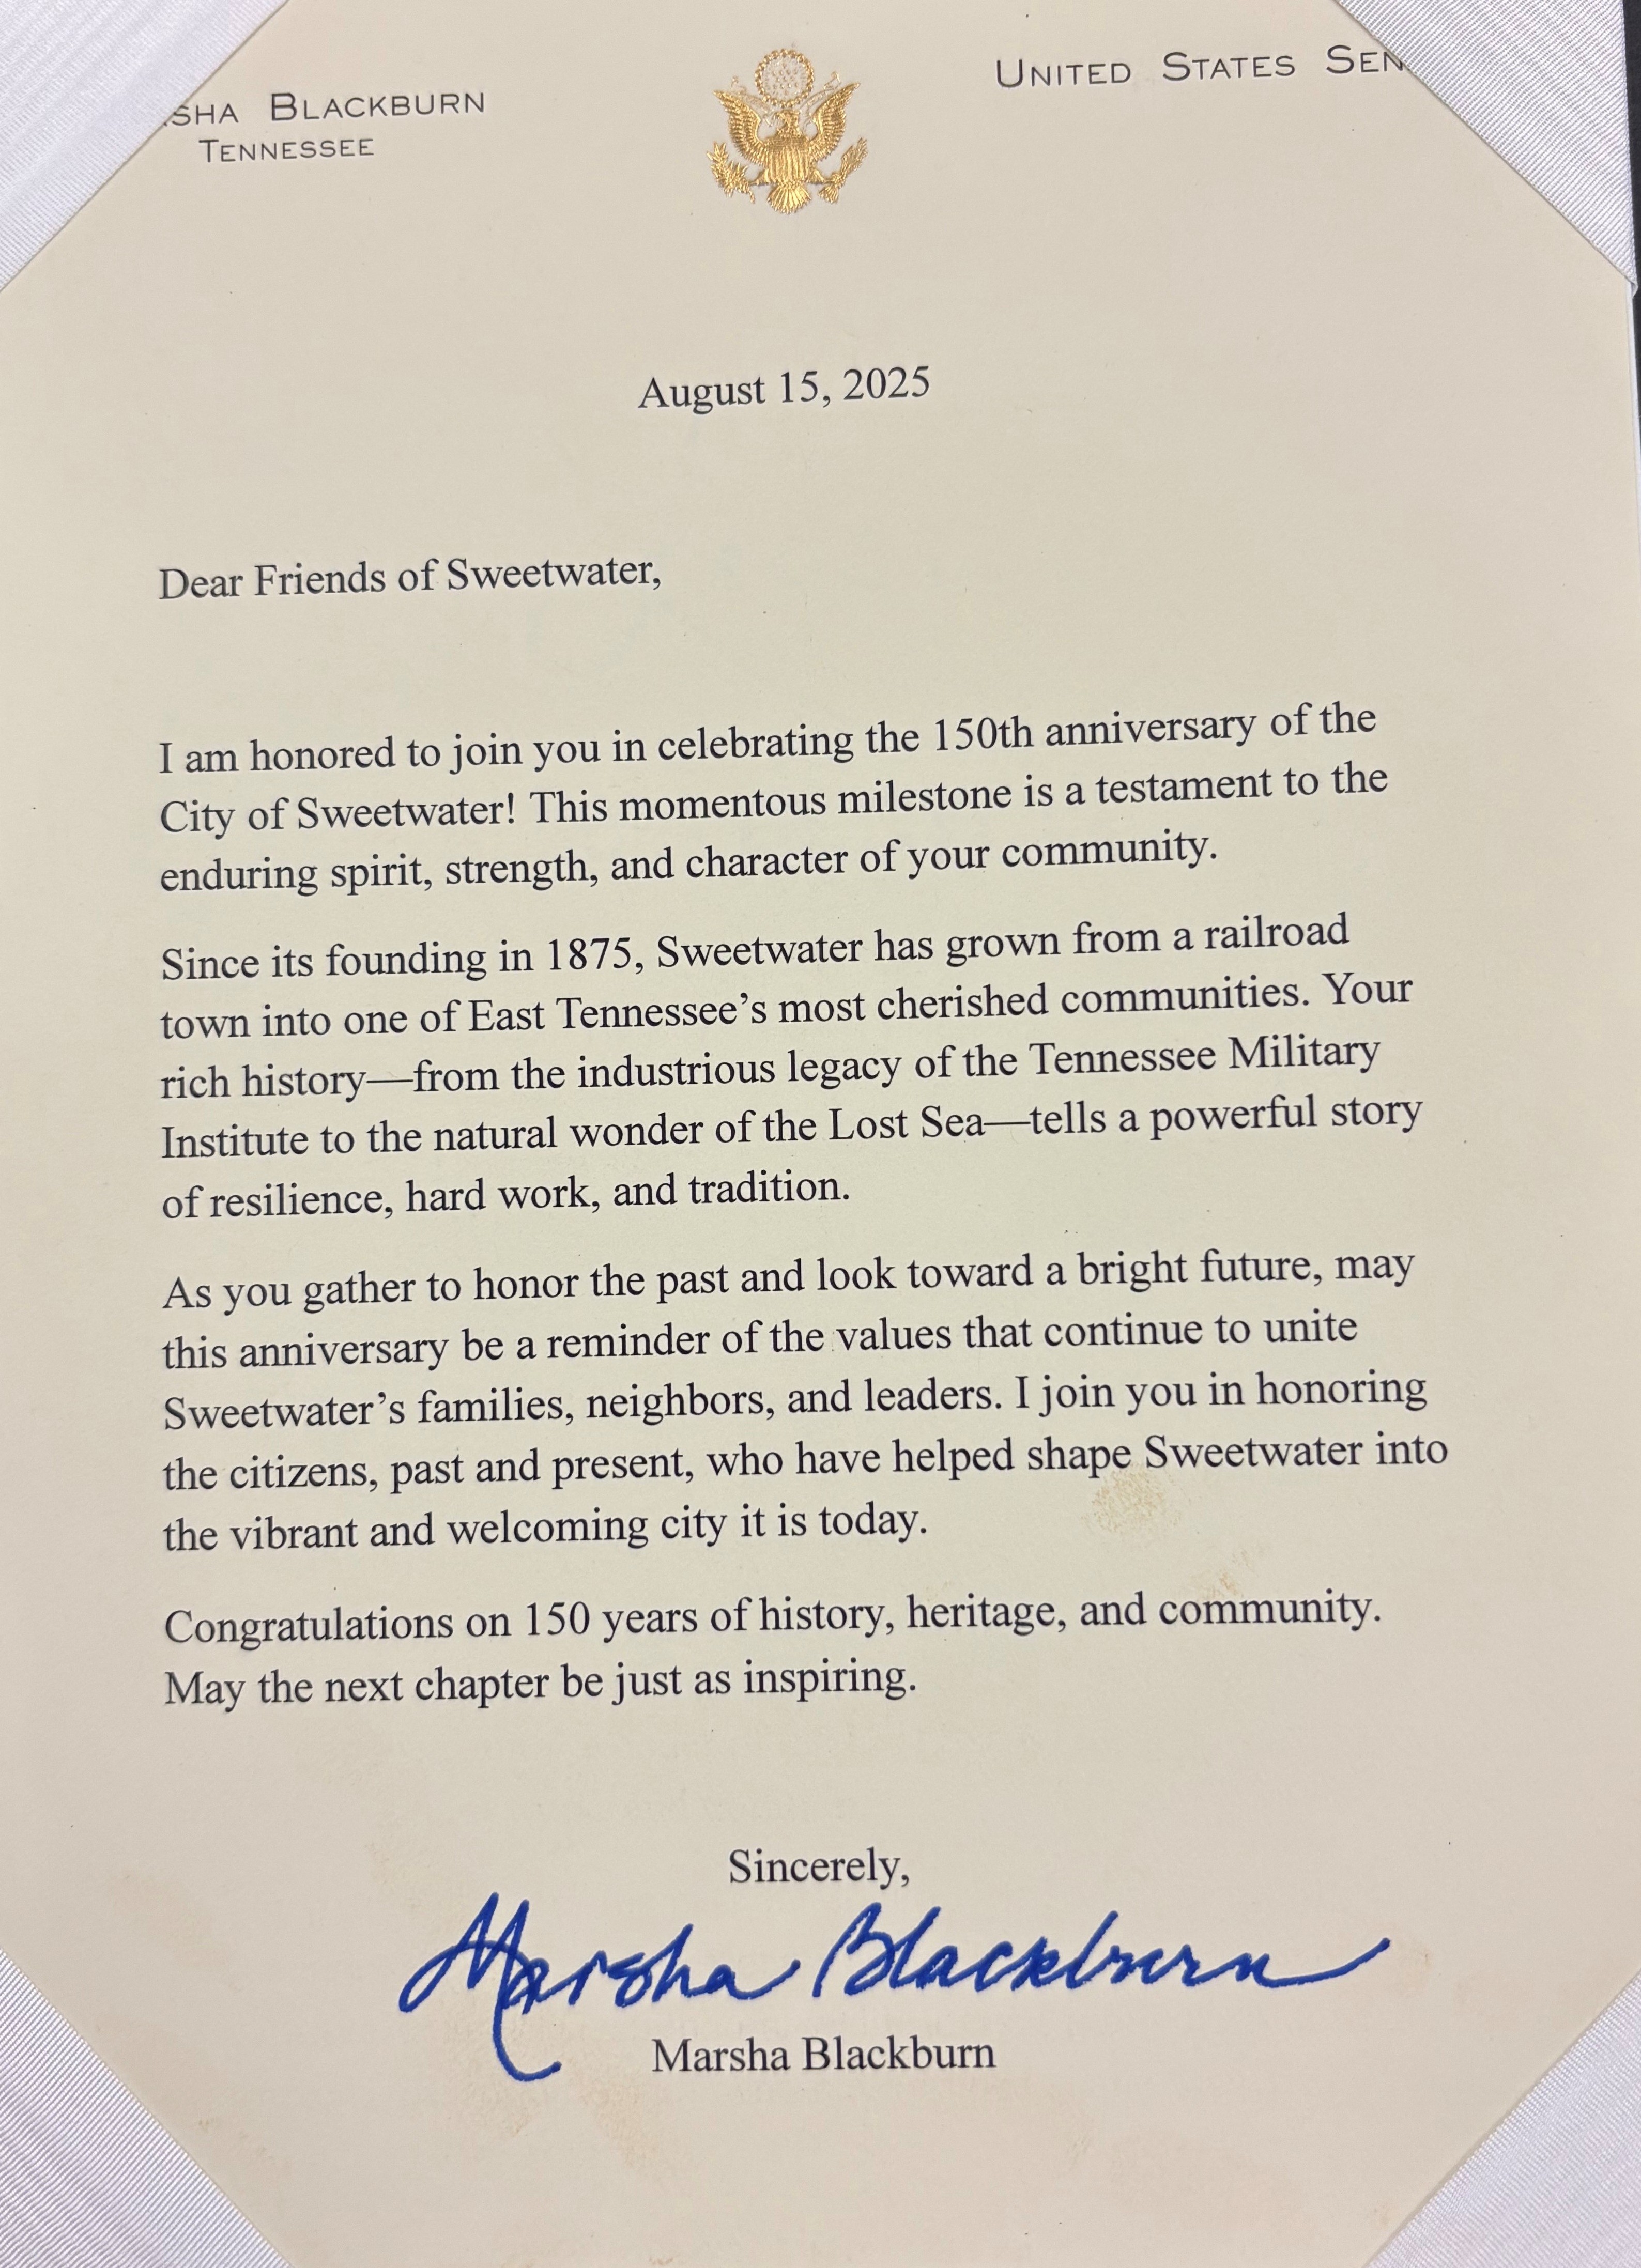 SHA BLACKBURN
TENNESSEE
UNITED STATES SEN
August 15, 2025
Dear Friends of Sweetwater,
I am honored to join you in celebrating the 150th anniversary of the
City of Sweetwater! This momentous milestone is a testament to the
enduring spirit, strength, and character of your community.
Since its founding in 1875, Sweetwater has grown from a railroad
town into one of East Tennessee’s most cherished communities. Your
rich history—from the industrious legacy of the Tennessee Military
Institute to the natural wonder of the Lost Sea—tells a powerful story
of resilience, hard work, and tradition.
As you gather to honor the past and look toward a bright future, may
this anniversary be a reminder of the values that continue to unite
Sweetwater’s families, neighbors, and leaders. I join you in honoring
the citizens, past and present, who have helped shape Sweetwater into
the vibrant and welcoming city it is today.
Congratulations on 150 years of history, heritage, and community.
May the next chapter be just as inspiring.
Sincerely,
Marsha Blackburn
Marsha Blackburn